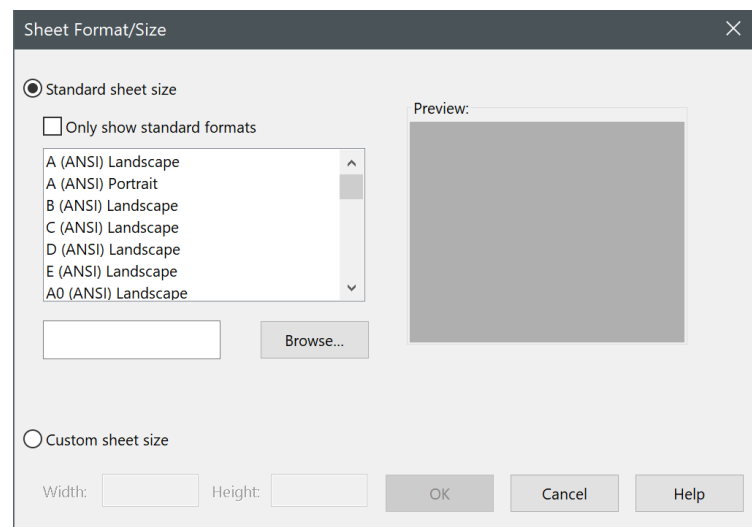 Sheet Format/Size
Standard sheet size
Only show standard formats
Preview:
A (ANSI) Landscape
A (ANSI) Portrait
B (ANSI) Landscape
C (ANSI) Landscape
D (ANSI) Landscape
E (ANSI) Landscape
A0 (ANSI) Landscape
Browse...
Custom sheet size
Width: Height: OK Cancel Help